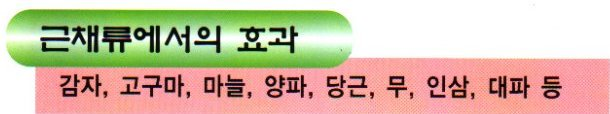 근채류에서의 효과
감자, 고구마, 마늘, 양파, 당근, 무, 인삼, 대파 등